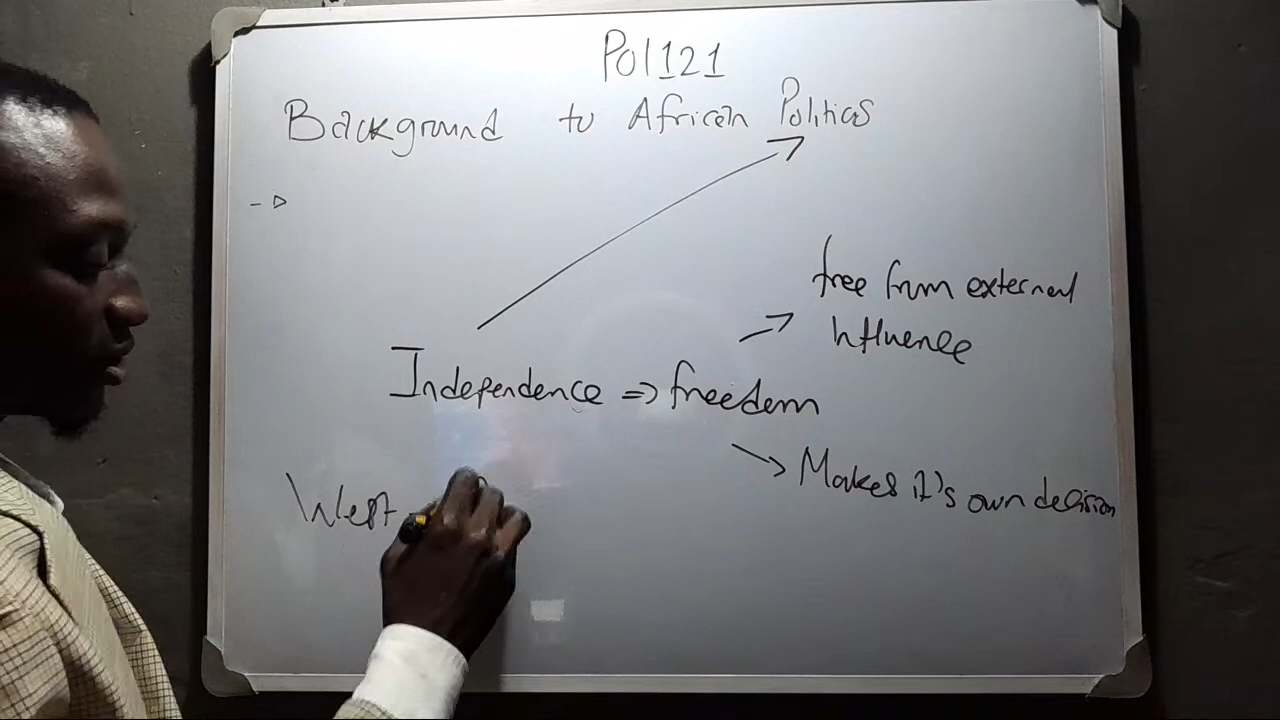 Pol121
Background to African Politics
free from external
Influence
Independence => freedom
Makes it's own decision
West